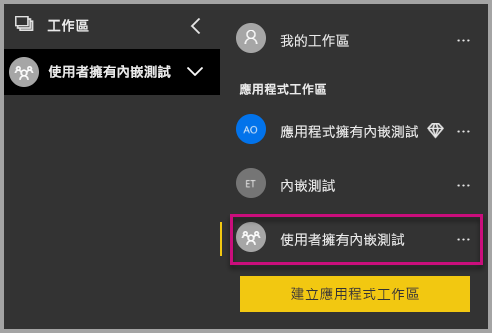 工作區
使用者擁有內嵌測試
我的工作區
應用程式工作區
AO 應用程式擁有內嵌測試
ET 內嵌測試
使用者擁有內嵌測試
建立應用程式工作區